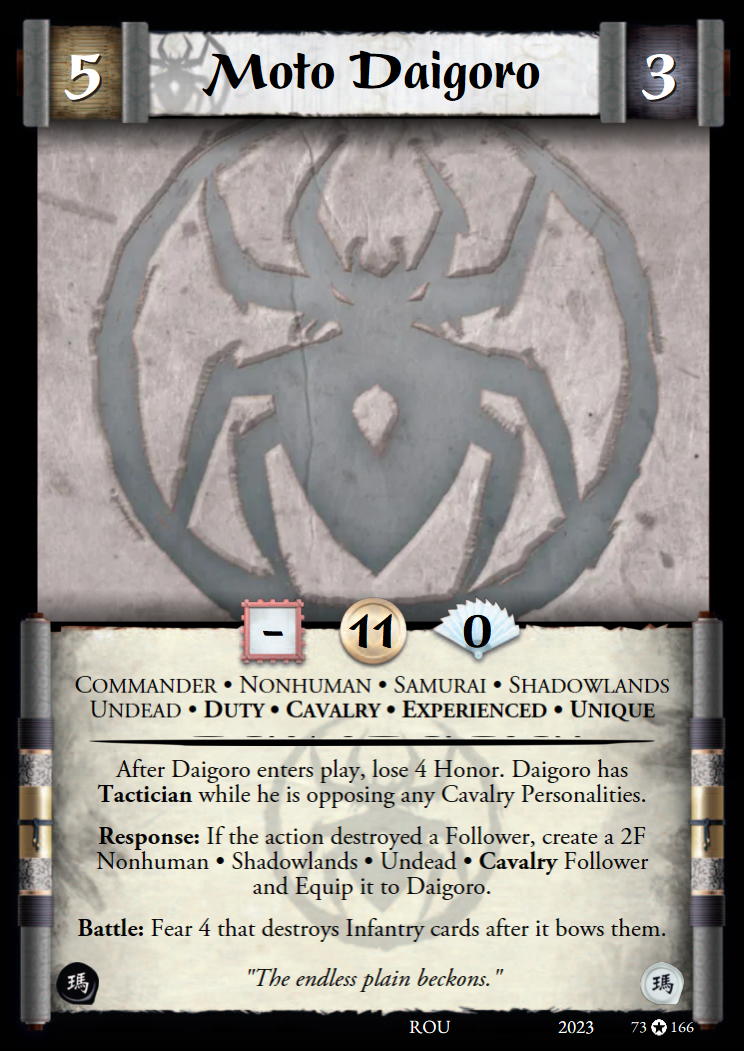 5 Moto Daigoro 3
- 11 0
COMMANDER • NONHUMAN • SAMURAI • SHADOWLANDS
UNDEAD • DUTY • CAVALRY • EXPERIENCED • UNIQUE
After Daigoro enters play, lose 4 Honor. Daigoro has
Tactician while he is opposing any Cavalry Personalities.
Response: If the action destroyed a Follower, create a 2F
Nonhuman • Shadowlands • Undead • Cavalry Follower
and Equip it to Daigoro.
Battle: Fear 4 that destroys Infantry cards after it bows them.
瑪 "The endless plain beckons." 瑪
ROU 2023 73 166